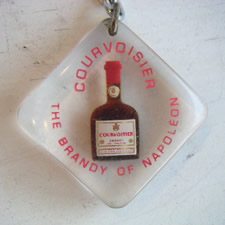 COURVOISIER
THE BRANDY OF NAPOLEON
COURVOISIER